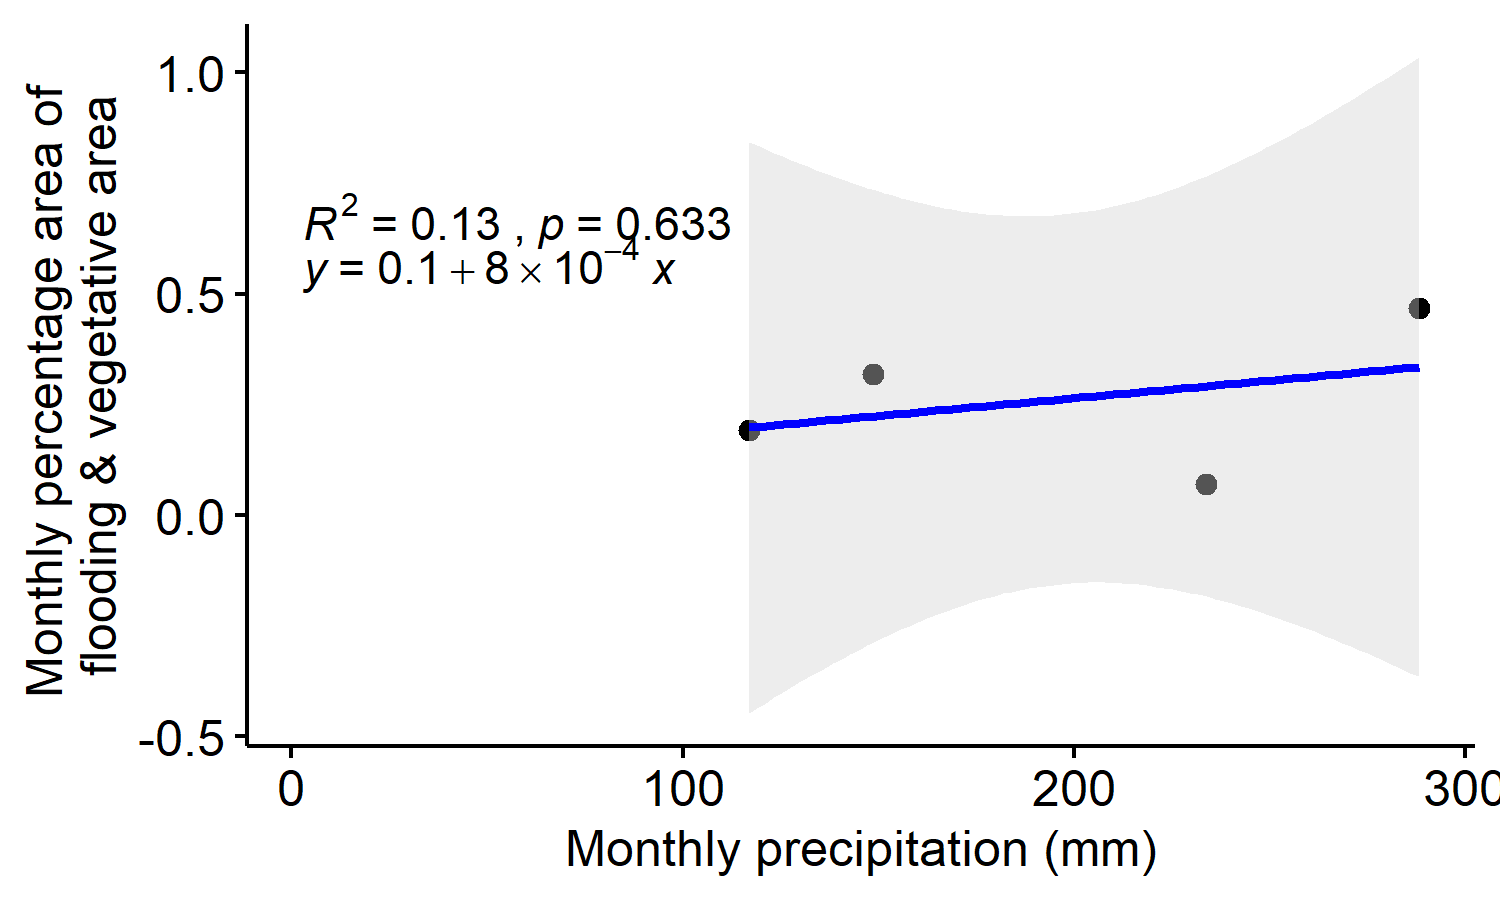 Monthly percentage area of
flooding & vegetative area
1.0
0.5
0.0
-0.5
R² = 0.13 , p = 0.633
y = 0.1 + 8 × 10⁻⁴ x
0 100 200 300
Monthly precipitation (mm)